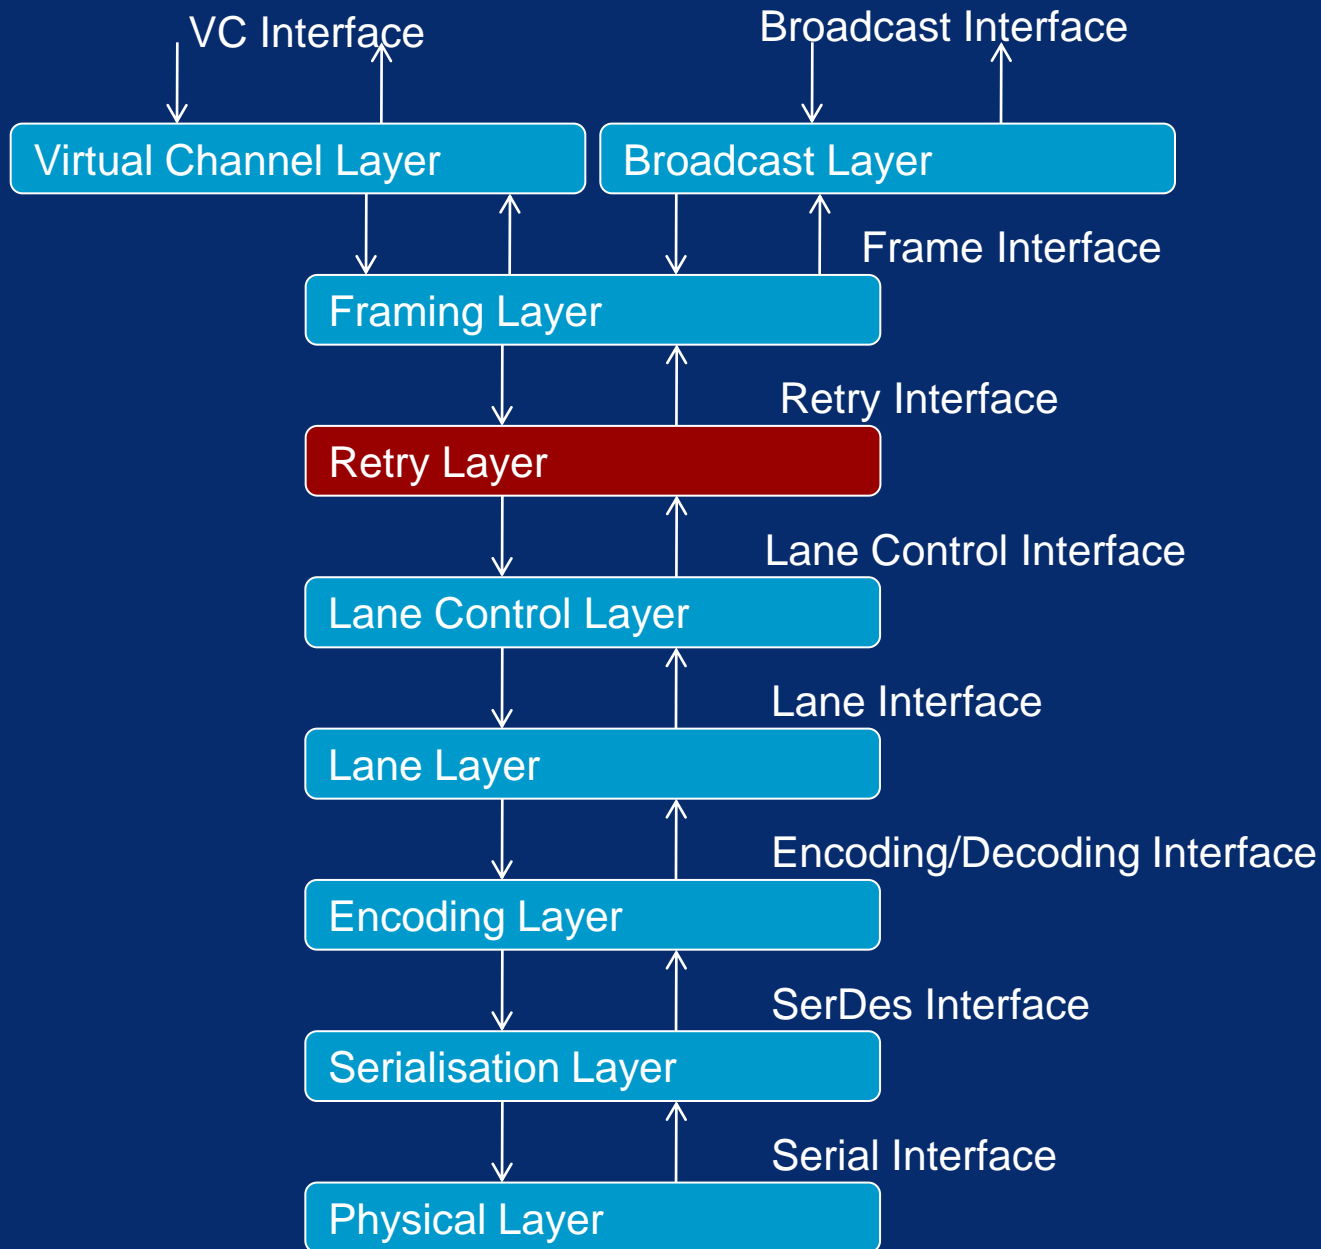 VC Interface
Broadcast Interface
Virtual Channel Layer
Broadcast Layer
Frame Interface
Framing Layer
Retry Interface
Retry Layer
Lane Control Interface
Lane Control Layer
Lane Interface
Lane Layer
Encoding/Decoding Interface
Encoding Layer
SerDes Interface
Serialisation Layer
Serial Interface
Physical Layer